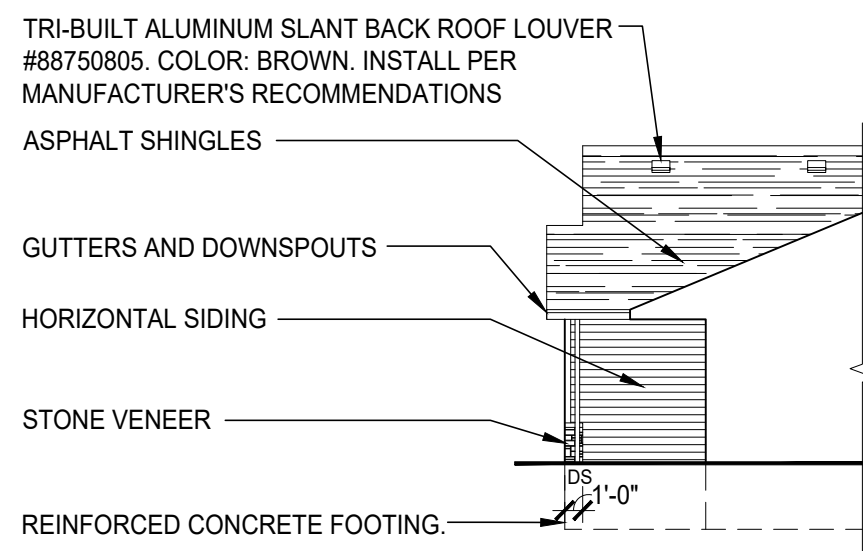 TRI-BUILT ALUMINUM SLANT BACK ROOF LOUVER
#88750805. COLOR: BROWN. INSTALL PER
MANUFACTURER'S RECOMMENDATIONS
ASPHALT SHINGLES
GUTTERS AND DOWNSPOUTS
HORIZONTAL SIDING
STONE VENEER
DS
1'-0"
REINFORCED CONCRETE FOOTING.